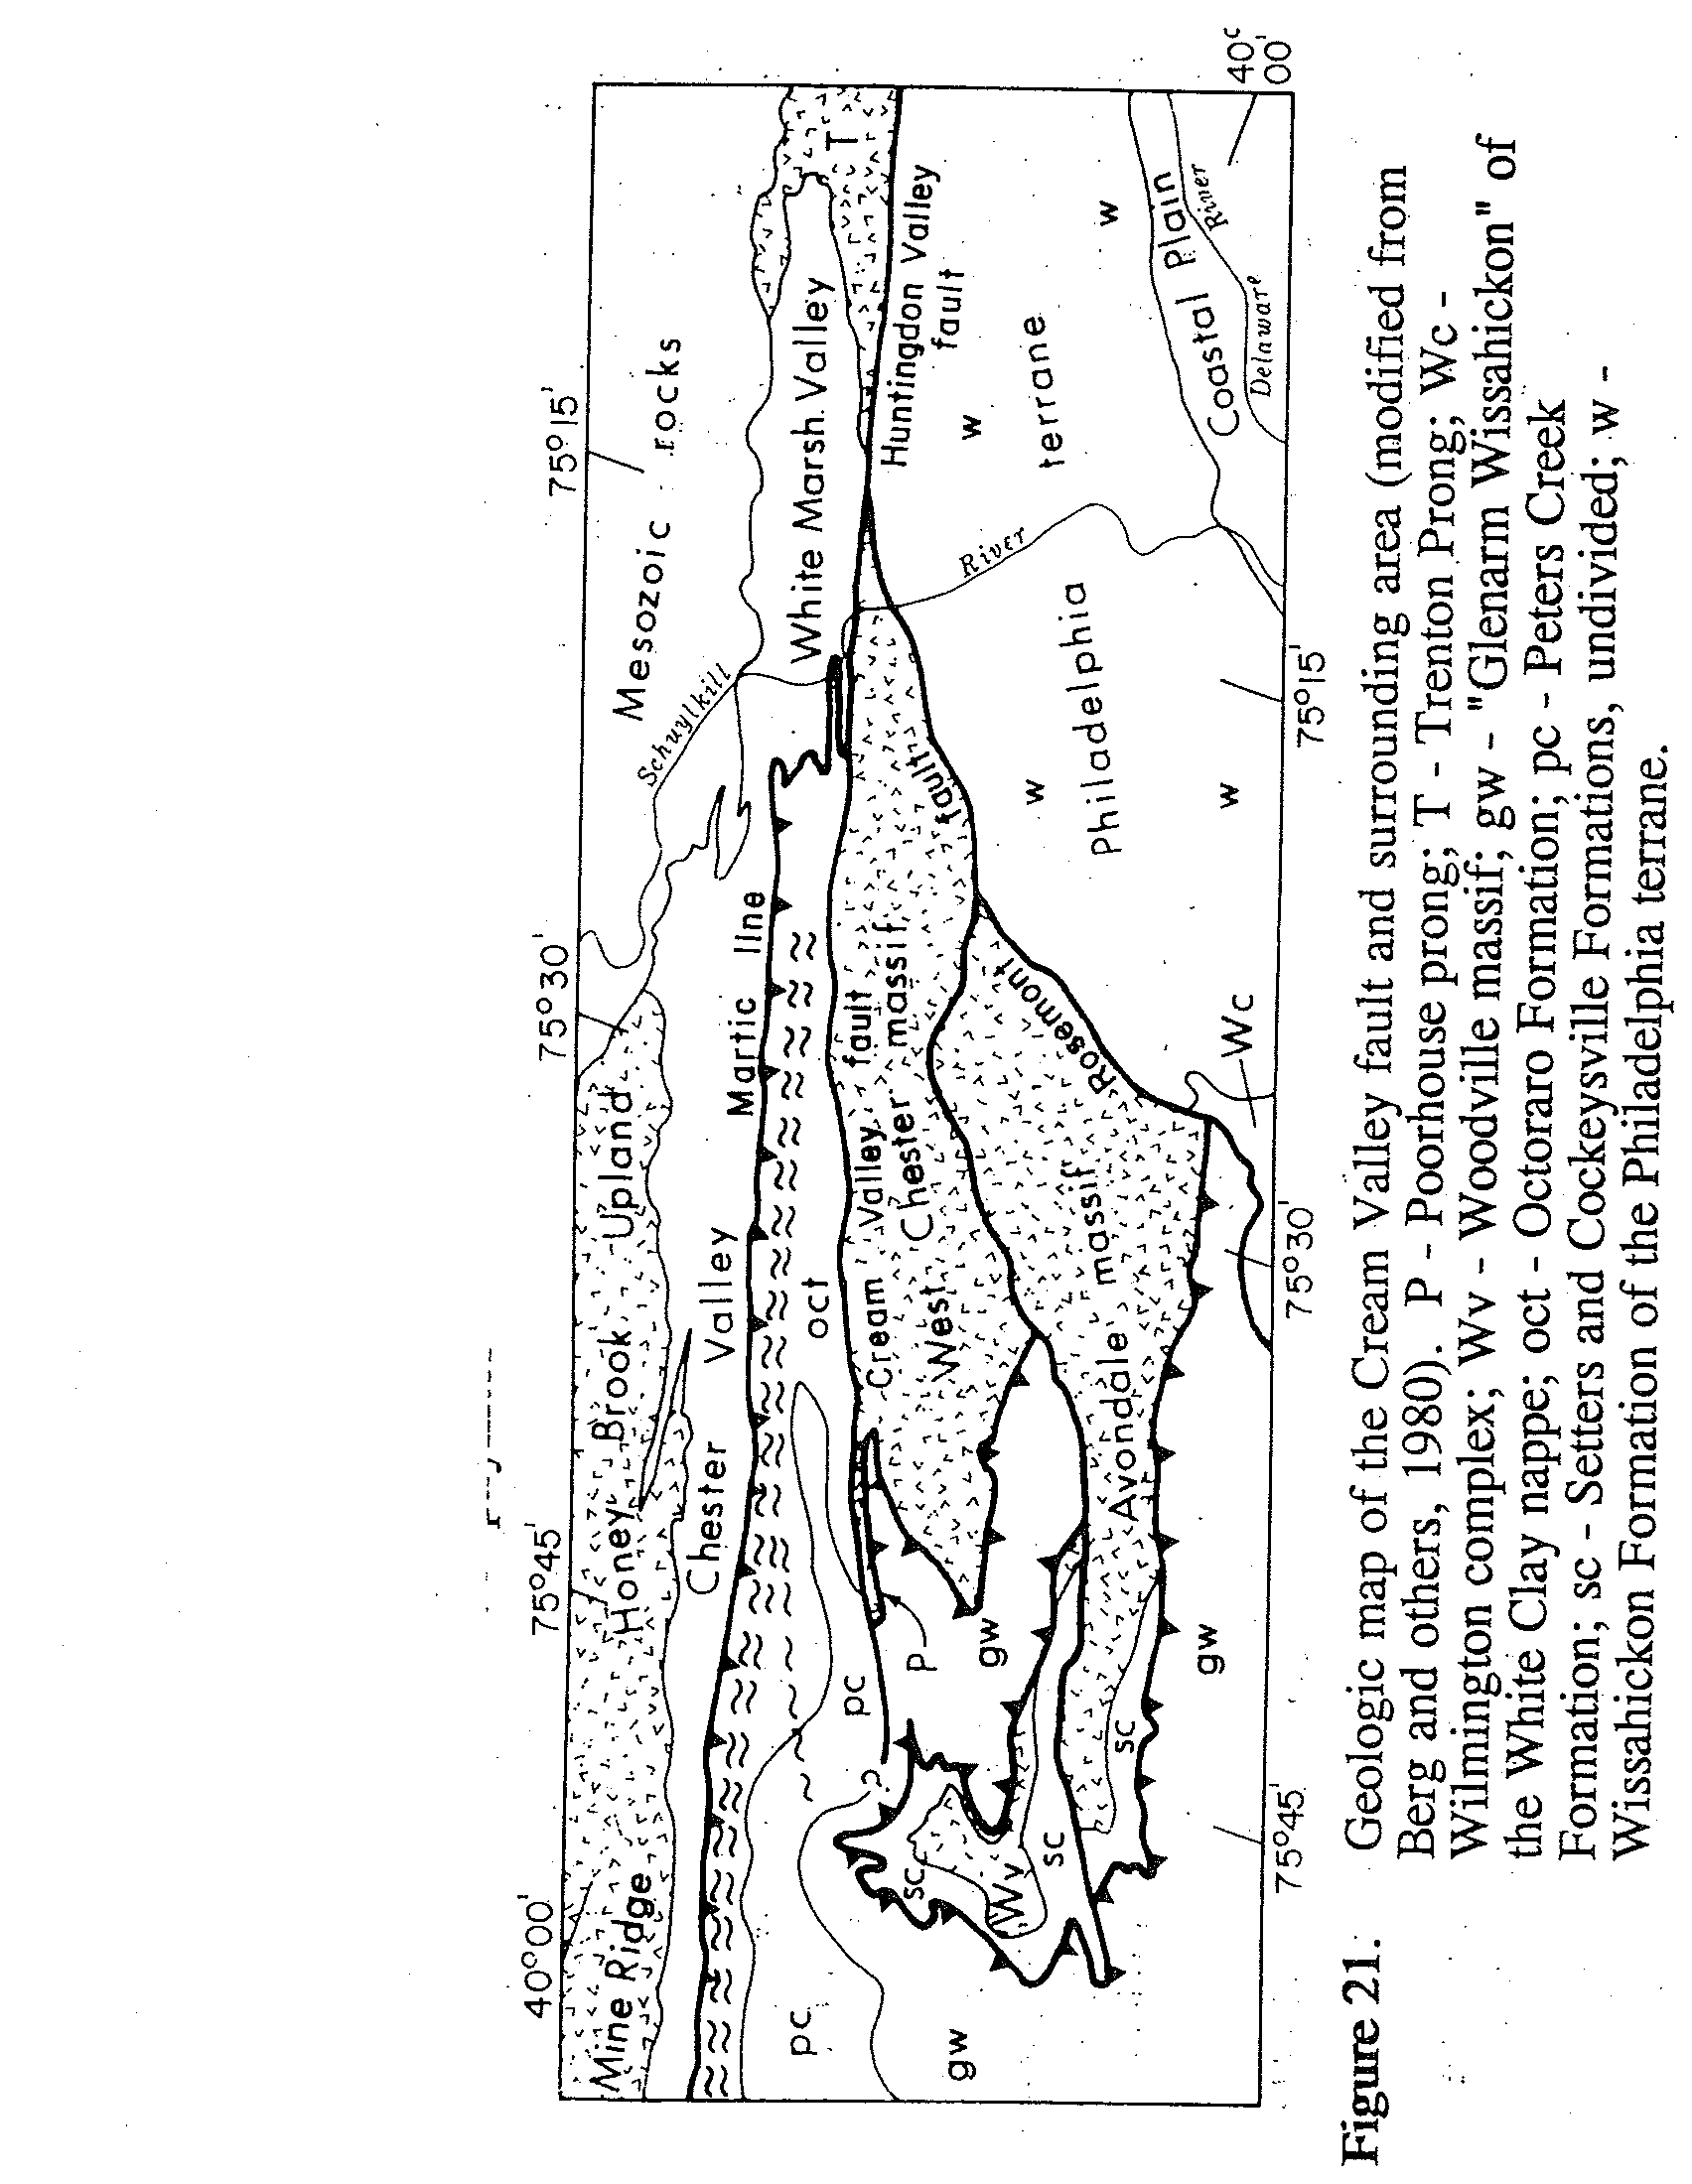 40°00'
75°45'
75°30'
75°15'
Mine Ridge
Honey Brook Upland
Schuylkill
Mesozoic rocks
Chester Valley
Martic line
White Marsh Valley
T
pc
pc
oct
Cream Valley fault
Huntingdon Valley
fault
West Chester massif
River
P
?
sc
Wv
sc
gw
gw
Avondale massif
Rosemont fault
w
w
w
w
Philadelphia terrane
Coastal Plain
River
Delaware
sc
gw
Wc
75°45'
75°30'
75°15'
40°
00'
Figure 21. Geologic map of the Cream Valley fault and surrounding area (modified from
Berg and others, 1980). P - Poorhouse prong; T - Trenton Prong; Wc -
Wilmington complex; Wv - Woodville massif; gw - "Glenarm Wissahickon" of
the White Clay nappe; oct - Octoraro Formation; pc - Peters Creek
Formation; sc - Setters and Cockeysville Formations, undivided; w -
Wissahickon Formation of the Philadelphia terrane.